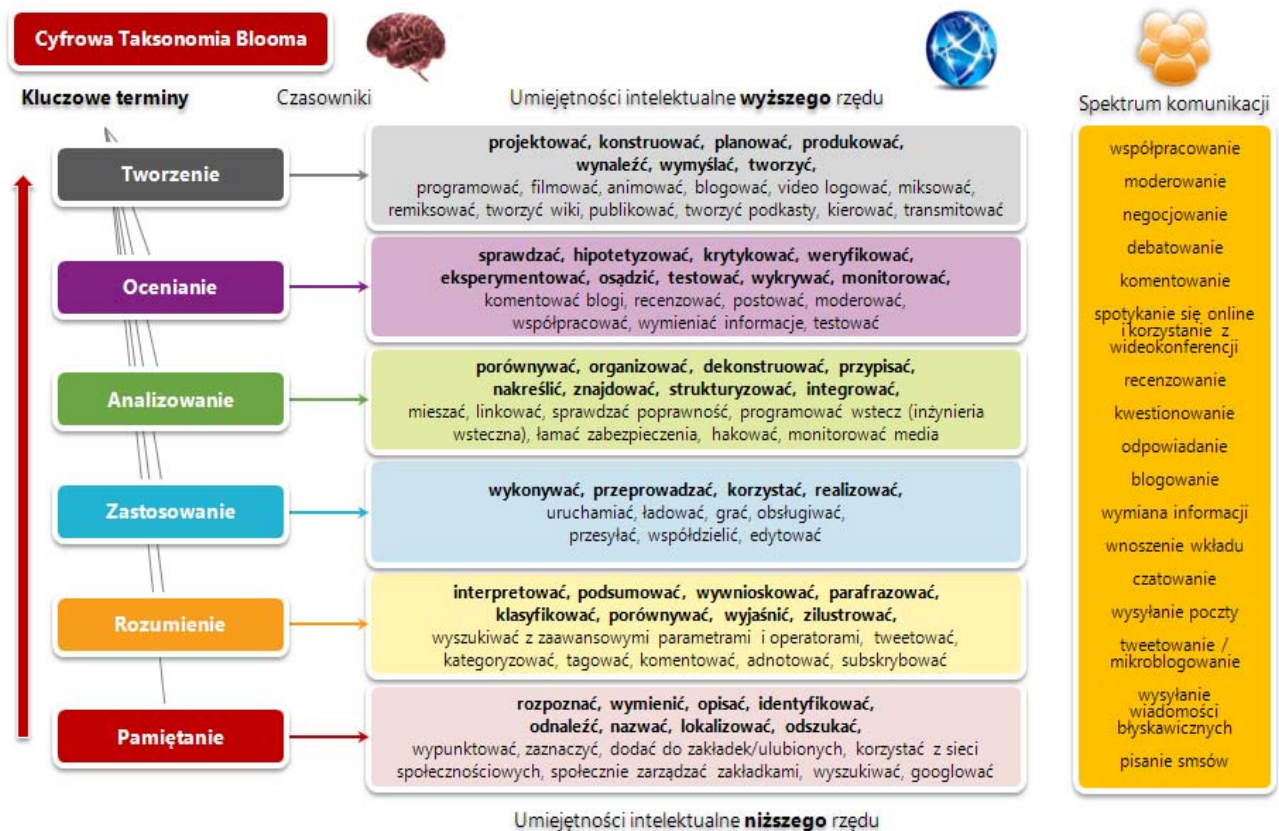 Cyfrowa Taksonomia Blooma
Kluczowe terminy
Czasowniki
Umiejętności intelektualne wyższego rzędu
Spektrum komunikacji
Tworzenie
projektować, konstruować, planować, produkować,
wynaleźć, wymyślać, tworzyć,
programować, filmować, animować, blogować, video logować, miksować,
remiksować, tworzyć wiki, publikować, tworzyć podkasty, kierować, transmitować
Ocenianie
sprawdzać, hipotetyzować, krytykować, weryfikować,
eksperymentować, osądzić, testować, wykrywać, monitorować,
komentować blogi, recenzować, postować, moderować,
współpracować, wymieniać informacje, testować
Analizowanie
porównywać, organizować, dekonstruować, przypisać,
nakreślić, znajdować, strukturyzować, integrować,
mieszać, linkować, sprawdzać poprawność, programować wstecz (inżynieria
wsteczna), łamać zabezpieczenia, hakować, monitorować media
Zastosowanie
wykonywać, przeprowadzać, korzystać, realizować,
uruchamiać, ładować, grać, obsługiwać,
przesyłać, współdzielić, edytować
Rozumienie
interpretować, podsumować, wywnioskować, parafrazować,
klasyfikować, porównywać, wyjaśnić, zilustrować,
wyszukiwać z zaawansowymi parametrami i operatorami, tweetować,
kategoryzować, tagować, komentować, adnotować, subskrybować
Pamiętanie
rozpoznać, wymienić, opisać, identyfikować,
odnaleźć, nazwać, lokalizować, odszukać,
wypunktować, zaznaczyć, dodać do zakładek/ulubionych, korzystać z sieci
społecznościowych, społecznie zarządzać zakładkami, wyszukiwać, googlować
Umiejętności intelektualne niższego rzędu
współpracowanie
moderowanie
negocjowanie
debatowanie
komentowanie
spotykanie się online
i korzystanie z
wideokonferencji
recenzowanie
kwestionowanie
odpowiadanie
blogowanie
wymiana informacji
wnoszenie wkładu
czatowanie
wysyłanie poczty
tweetowanie /
mikroblogowanie
wysyłanie
wiadomości
błyskawicznych
pisanie smsów